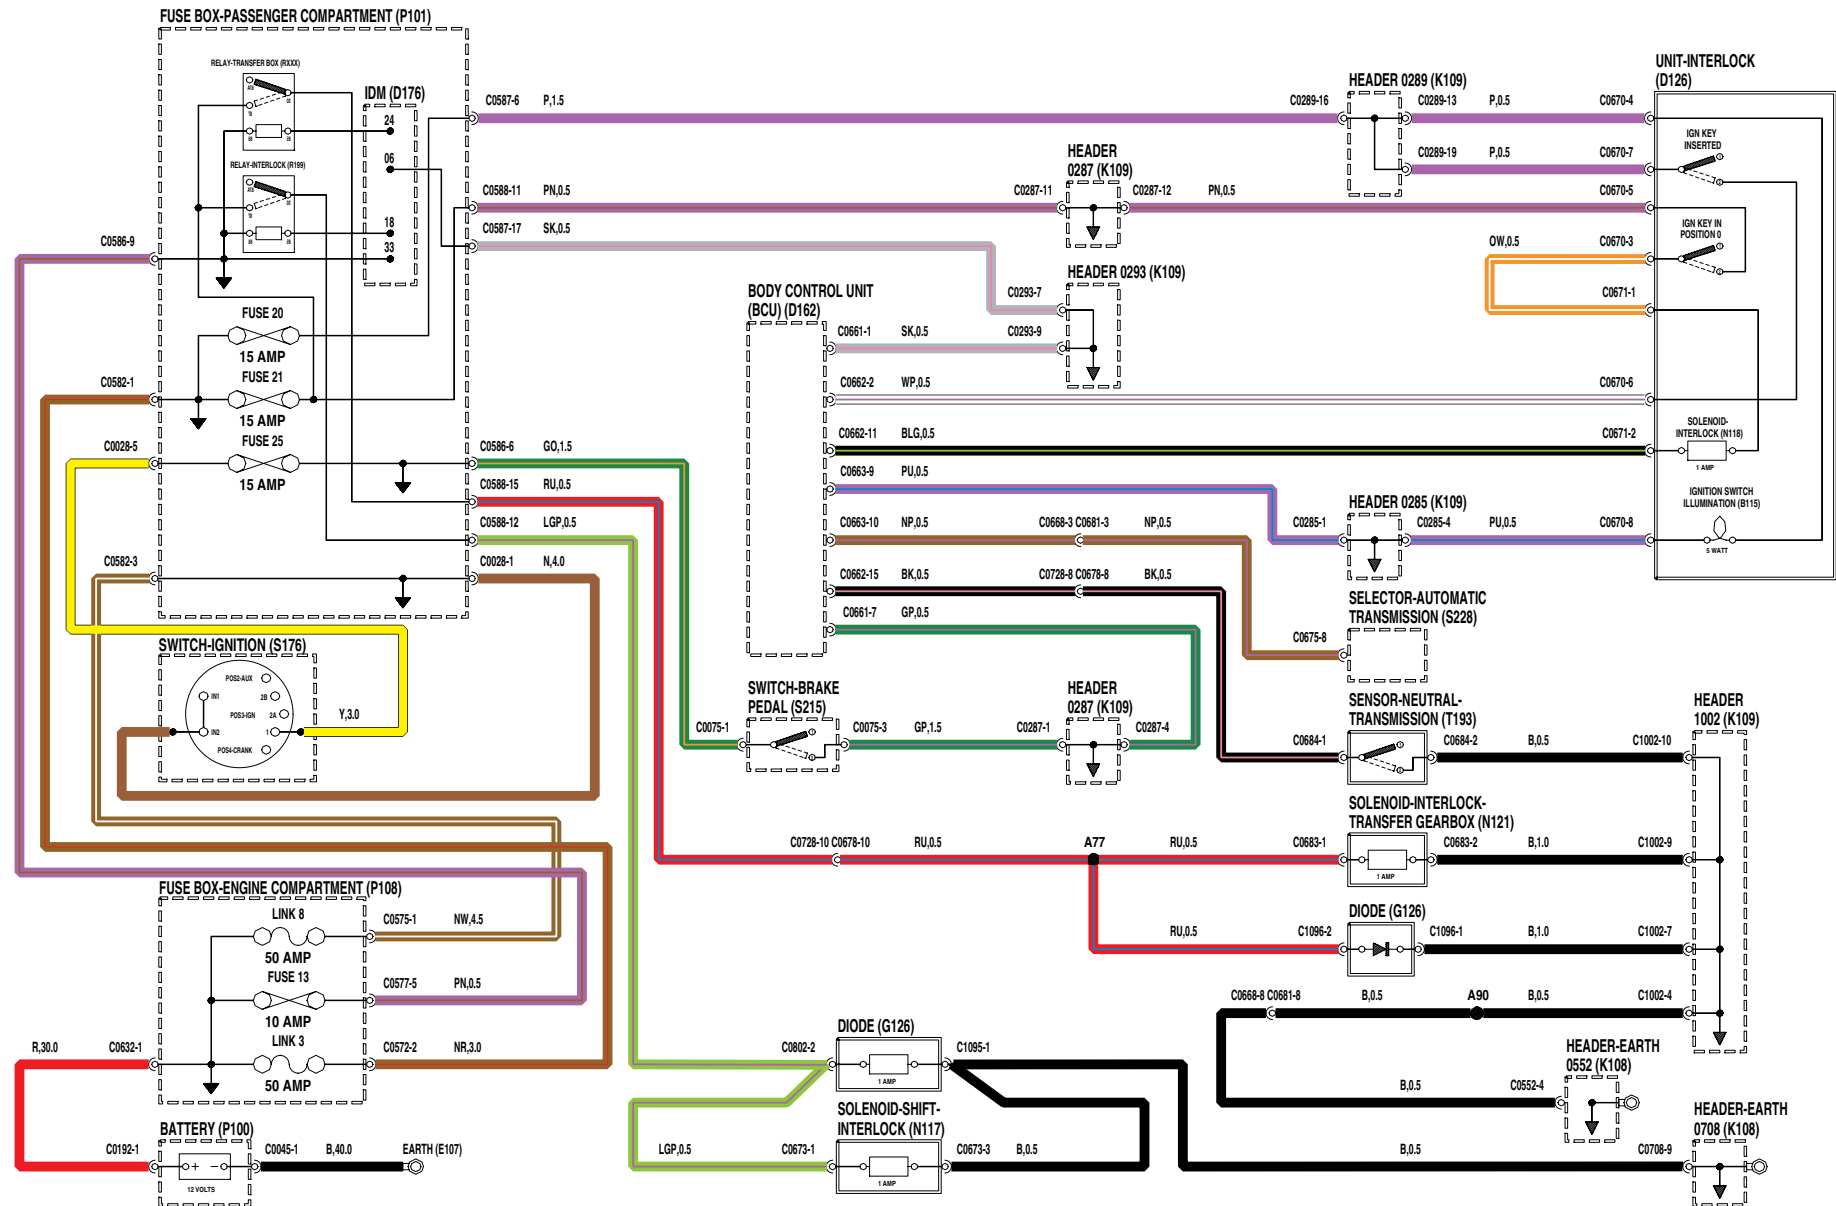 FUSE BOX-PASSENGER COMPARTMENT (P101)
RELAY-TRANSFER BOX (RXXX)
IDM (D176)
24
06
RELAY-INTERLOCK (R199)
18
33
C0586-9
FUSE 20
15 AMP
C0582-1
FUSE 21
15 AMP
C0028-5
FUSE 25
15 AMP
C0582-3
C0587-6 P,1.5
C0588-11 PN,0.5
C0587-17 SK,0.5
C0586-6 GO,1.5
C0588-15 RU,0.5
C0588-12 LGP,0.5
C0028-1 N,4.0
SWITCH-IGNITION (S176)
POS2-AUX
IN1
2B
POS3-IGN
2A
IN2
1
POS4-CRANK
Y,3.0
FUSE BOX-ENGINE COMPARTMENT (P108)
LINK 8
50 AMP
C0575-1 NW,4.5
FUSE 13
10 AMP
C0577-5 PN,0.5
LINK 3
50 AMP
C0572-2 NR,3.0
R,30.0 C0632-1
BATTERY (P100)
C0192-1
+ -
12 VOLTS
C0045-1 B,40.0 EARTH (E107)
BODY CONTROL UNIT
(BCU) (D162)
C0661-1 SK,0.5 C0293-9
C0662-2 WP,0.5 C0670-6
C0662-11 BLG,0.5 C0671-2
C0663-9 PU,0.5
C0663-10 NP,0.5 C0668-3 C0681-3 NP,0.5
C0662-15 BK,0.5 C0728-8 C0678-8 BK,0.5
C0661-7 GP,0.5
HEADER
0287 (K109)
C0287-11 C0287-12 PN,0.5 C0670-5
HEADER 0293 (K109)
C0293-7
HEADER 0289 (K109)
C0289-16 C0289-13 P,0.5 C0670-4
C0289-19 P,0.5 C0670-7
UNIT-INTERLOCK
(D126)
IGN KEY
INSERTED
IGN KEY IN
POSITION 0
OW,0.5 C0670-3
C0671-1
SOLENOID-
INTERLOCK (N118)
1 AMP
IGNITION SWITCH
ILLUMINATION (B115)
5 WATT
HEADER 0285 (K109)
C0285-1 C0285-4 PU,0.5 C0670-8
SELECTOR-AUTOMATIC
TRANSMISSION (S228)
C0675-8
SWITCH-BRAKE
PEDAL (S215)
C0075-1 C0075-3 GP,1.5
HEADER
0287 (K109)
C0287-1 C0287-4
SENSOR-NEUTRAL-
TRANSMISSION (T193)
C0684-1 C0684-2 B,0.5 C1002-10
HEADER
1002 (K109)
SOLENOID-INTERLOCK-
TRANSFER GEARBOX (N121)
C0728-10 C0678-10 RU,0.5 A77 RU,0.5 C0683-1 C0683-2 B,1.0 C1002-9
1 AMP
DIODE (G126)
RU,0.5 C1096-2 C1096-1 B,1.0 C1002-7
C0668-8 C0681-8 B,0.5 A90 B,0.5 C1002-4
DIODE (G126)
C0802-2 C1095-1
1 AMP
HEADER-EARTH
0552 (K108)
B,0.5 C0552-4
SOLENOID-SHIFT-
INTERLOCK (N117)
LGP,0.5 C0673-1 C0673-3 B,0.5
1 AMP
HEADER-EARTH
0708 (K108)
B,0.5 C0708-9